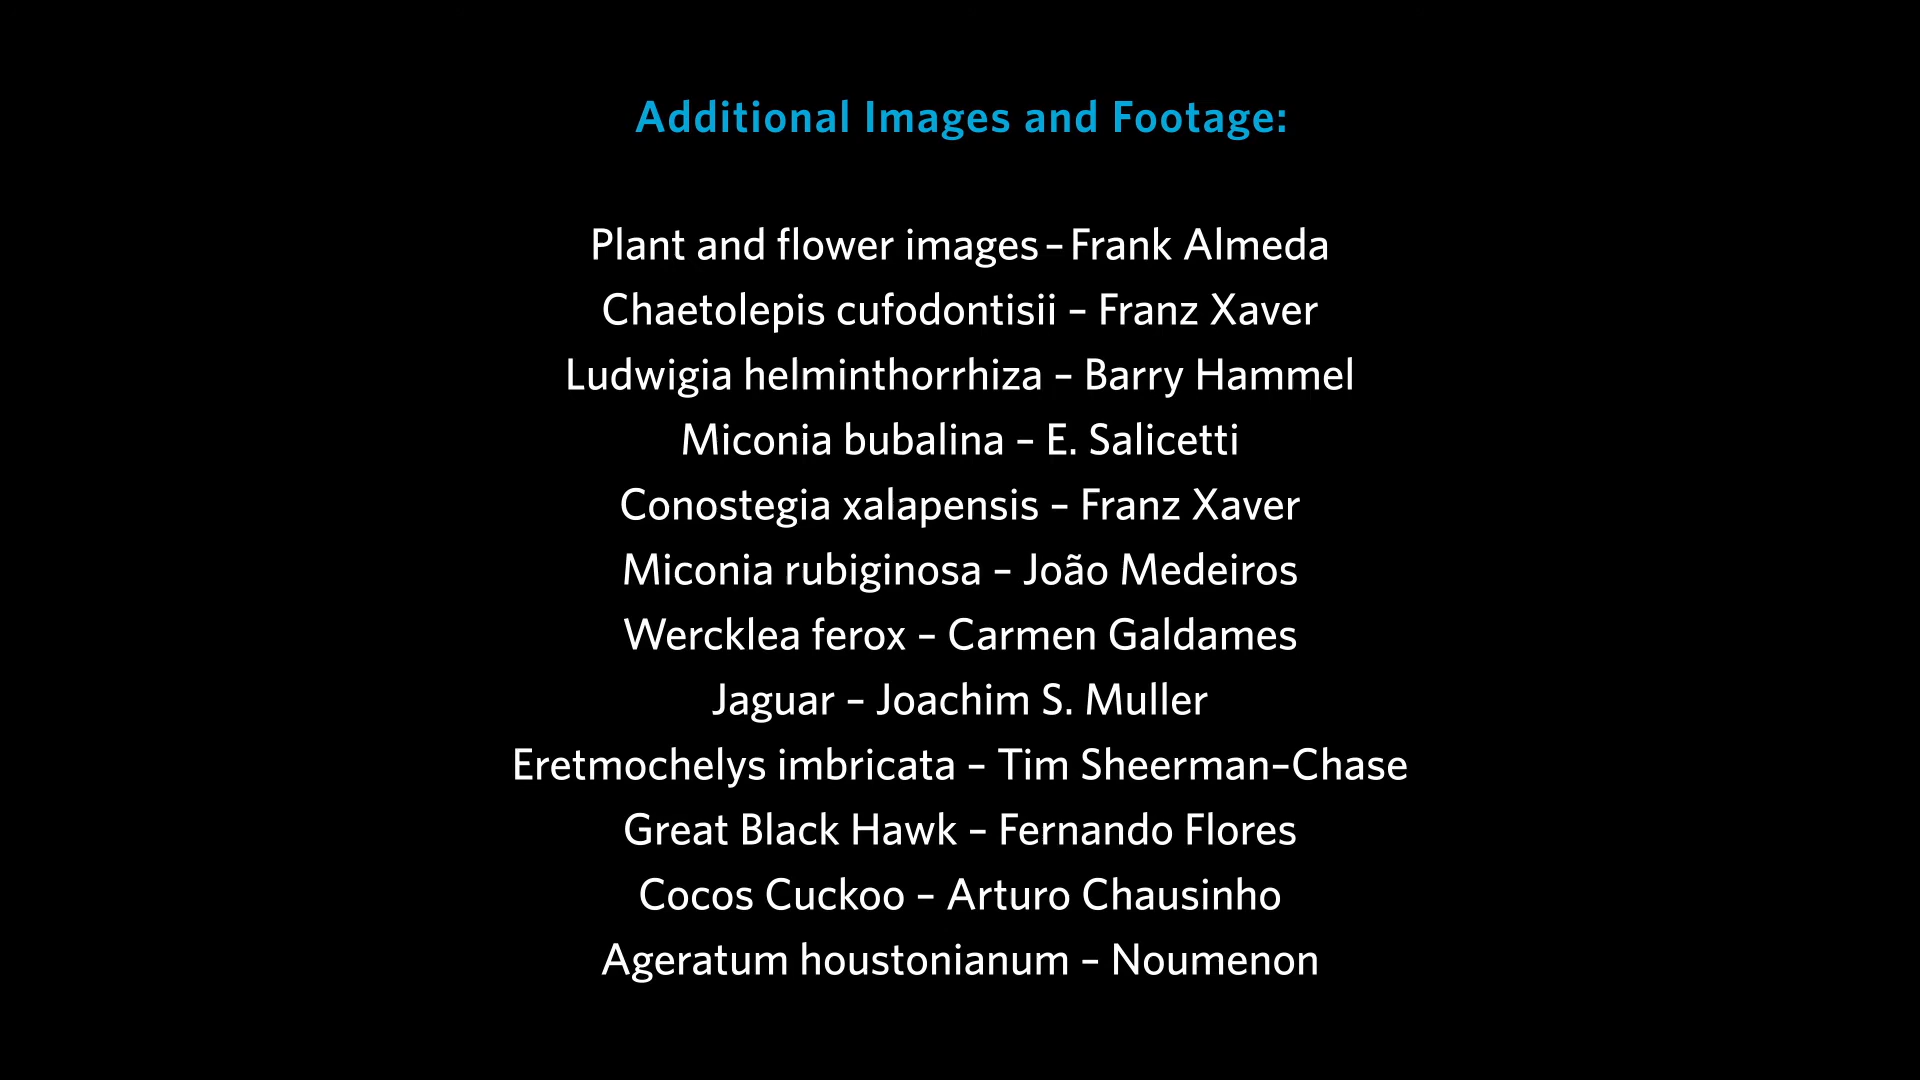 Additional Images and Footage:
Plant and flower images – Frank Almeda
Chaetolepis cufodontisii – Franz Xaver
Ludwigia helminthorrhiza – Barry Hammel
Miconia bubalina – E. Salicetti
Conostegia xalapensis – Franz Xaver
Miconia rubiginosa – João Medeiros
Wercklea ferox – Carmen Galdames
Jaguar – Joachim S. Muller
Eretmochelys imbricata – Tim Sheerman–Chase
Great Black Hawk – Fernando Flores
Cocos Cuckoo – Arturo Chausinho
Ageratum houstonianum – Noumenon